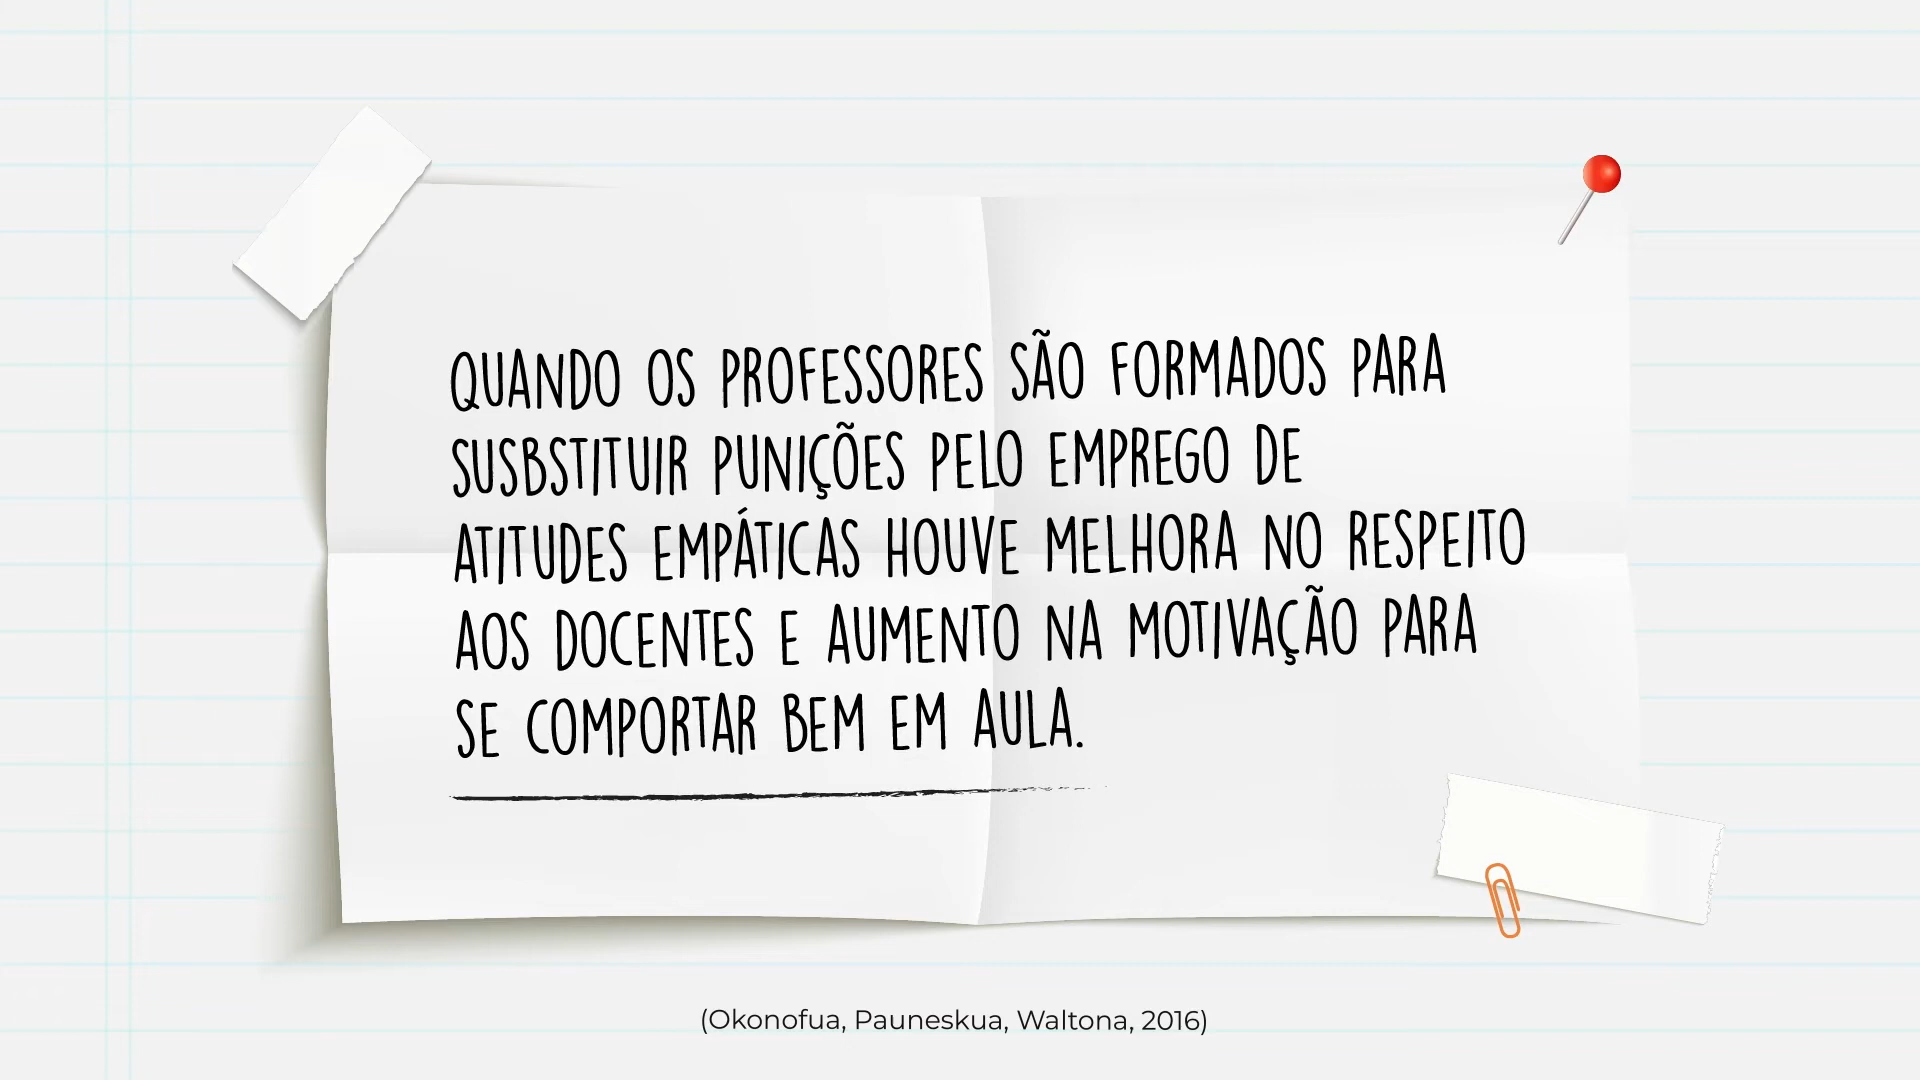 QUANDO OS PROFESSORES SÃO FORMADOS PARA
SUSBSTITUIR PUNIÇÕES PELO EMPREGO DE
ATITUDES EMPÁTICAS HOUVE MELHORA NO RESPEITO
AOS DOCENTES E AUMENTO NA MOTIVAÇÃO PARA
SE COMPORTAR BEM EM AULA.
(Okonofua, Pauneskua, Waltona, 2016)